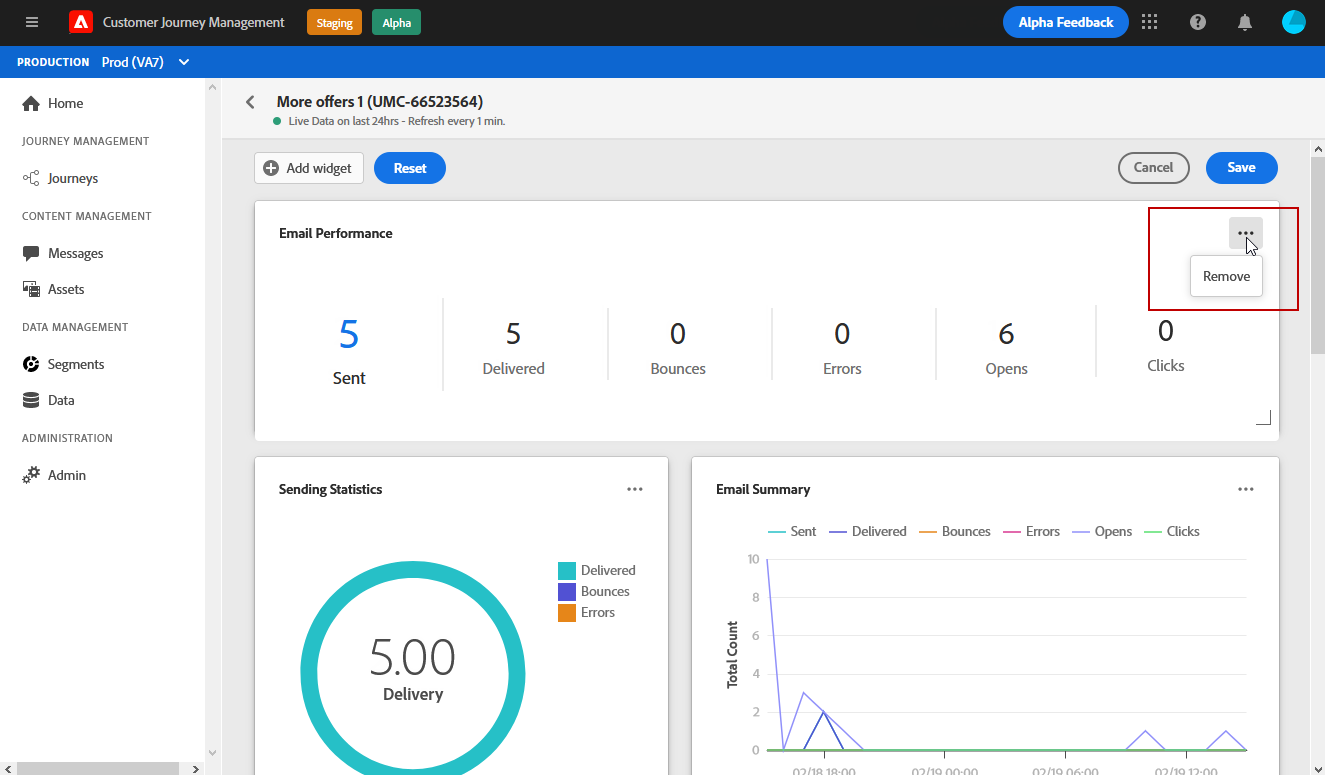 Customer Journey Management
Staging
Alpha
Alpha Feedback
PRODUCTION Prod (VA7)
Home
JOURNEY MANAGEMENT
Journeys
CONTENT MANAGEMENT
Messages
Assets
DATA MANAGEMENT
Segments
Data
ADMINISTRATION
Admin
More offers 1 (UMC-66523564)
Live Data on last 24hrs - Refresh every 1 min.
Add widget
Reset
Cancel
Save
Email Performance
Remove
5 5 0 0 6 0
Sent Delivered Bounces Errors Opens Clicks
Sending Statistics
Delivered
Bounces
Errors
5.00
Delivery
Email Summary
Sent Delivered Bounces Errors Opens Clicks
Total Count
10
8
6
4
2
0
02/18 18:00 02/19 00:00 02/19 06:00 02/19 12:00